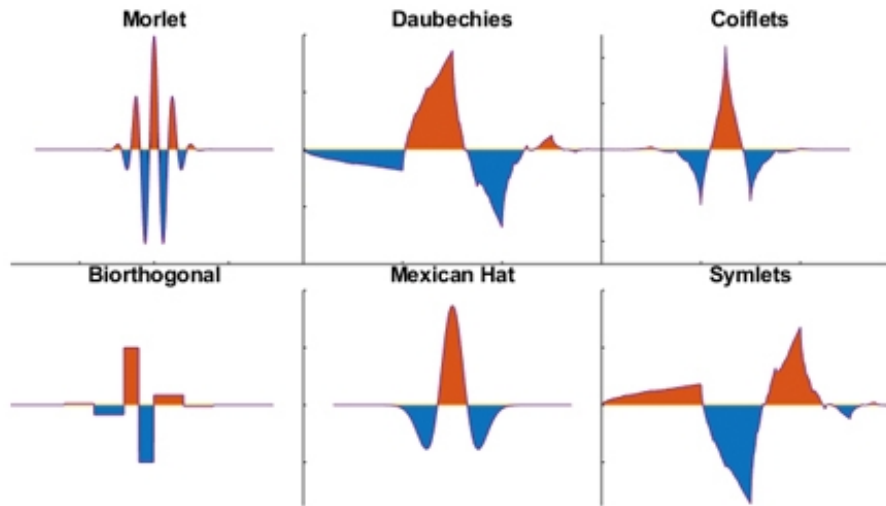 Morlet
Daubechies
Coiflets
Biorthogonal
Mexican Hat
Symlets